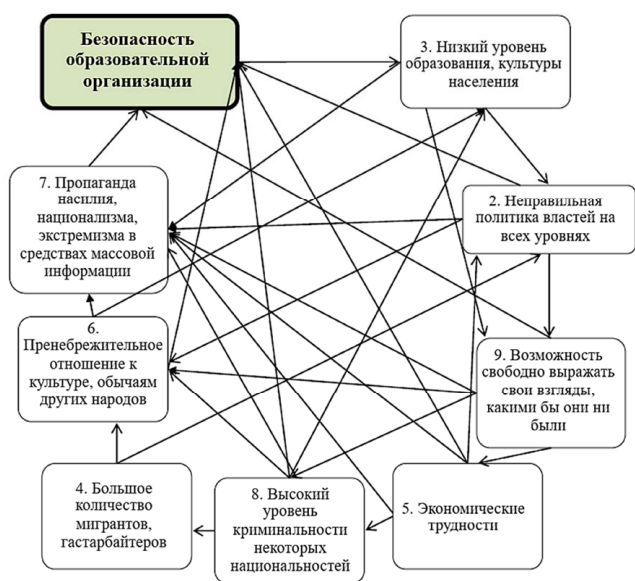 Безопасность
образовательной
организации
3. Низкий уровень
образования, культуры
населения
7. Пропаганда
насилия,
национализма,
экстремизма в
средствах массовой
информации
2. Неправильная
политика властей на
всех уровнях
6.
Пренебрежительное
отношение к
культуре, обычаям
других народов
9. Возможность
свободно выражать
свои взгляды,
какими бы они ни
были
4. Большое
количество
мигрантов,
гастарбайтеров
8. Высокий
уровень
криминальности
некоторых
национальностей
5. Экономические
трудности